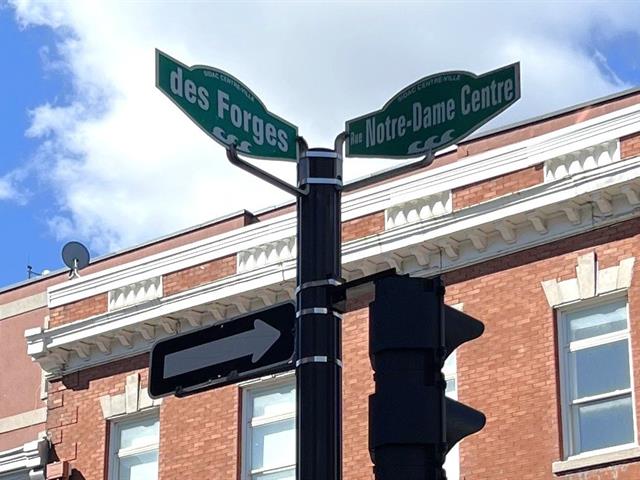 SIDAC CENTRE-VILLE
des Forges
SIDAC CENTRE-VILLE
Rue Notre-Dame Centre